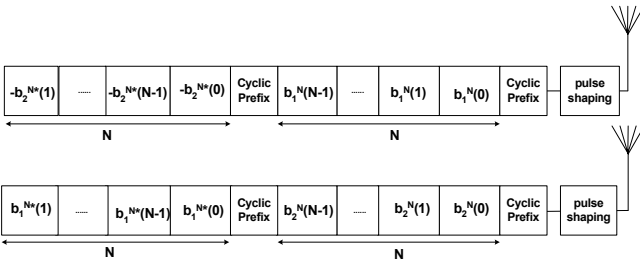 -b₂ᴺ*(1) ...... -b₂ᴺ*(N-1) -b₂ᴺ*(0) Cyclic Prefix b₁ᴺ(N-1) ...... b₁ᴺ(1) b₁ᴺ(0) Cyclic Prefix pulse shaping
N N
b₁ᴺ*(1) ...... b₁ᴺ*(N-1) b₁ᴺ*(0) Cyclic Prefix b₂ᴺ(N-1) ...... b₂ᴺ(1) b₂ᴺ(0) Cyclic Prefix pulse shaping
N N